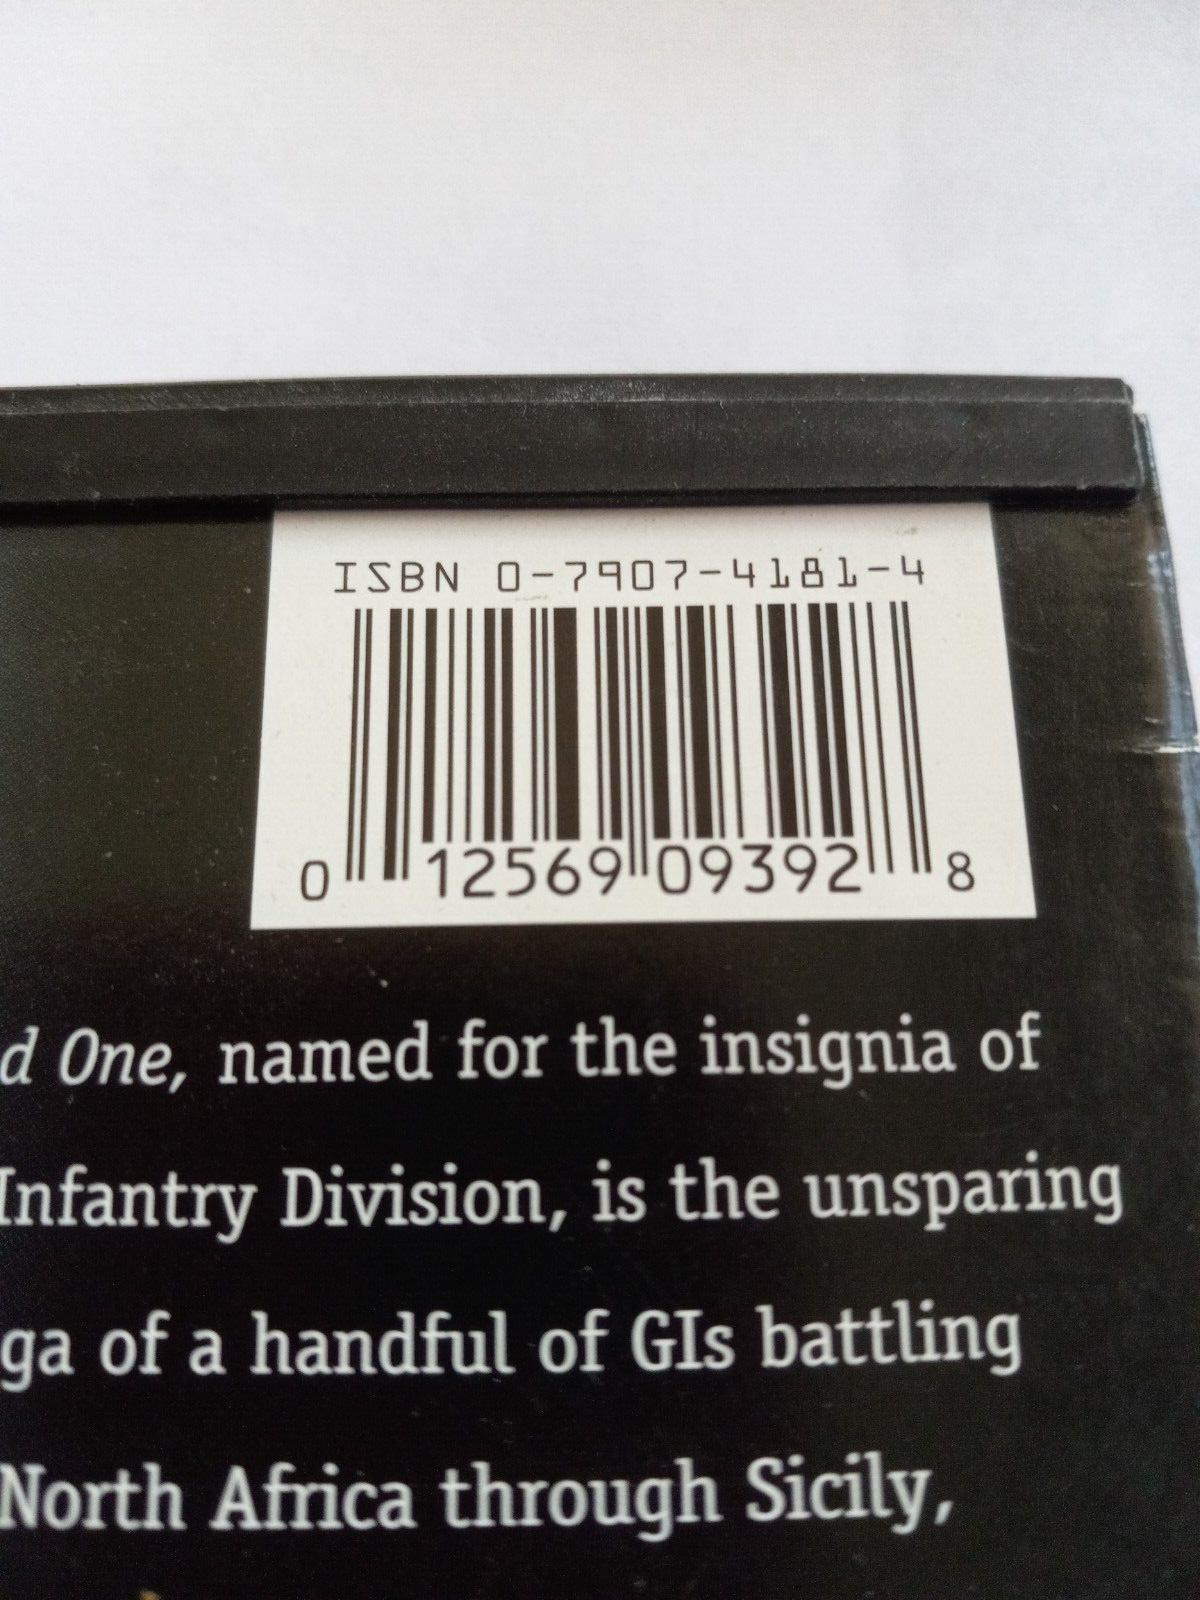 ISBN 0-7907-4181-4
0 12569 09392 8
d One, named for the insignia of
Infantry Division, is the unsparing
ga of a handful of GIs battling
North Africa through Sicily,